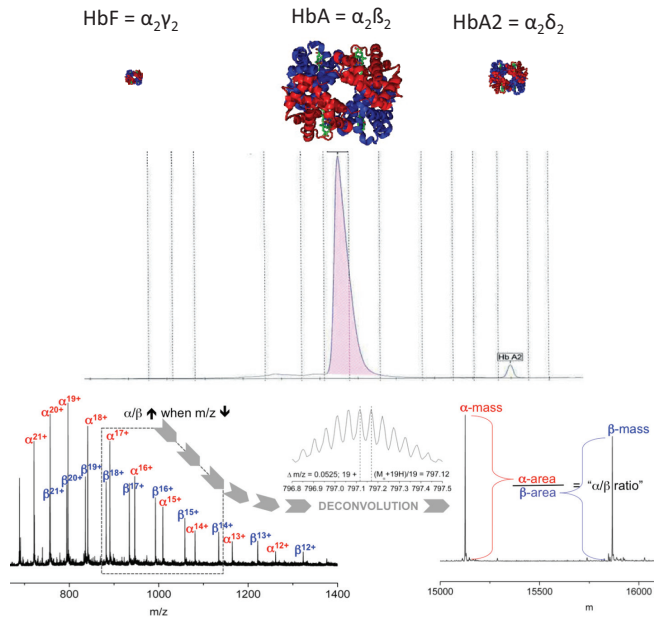 HbF = α₂γ₂
HbA = α₂ß₂
HbA2 = α₂δ₂
Hb A2
α/β ↑ when m/z ↓
α21+
α20+
α19+
α18+
α17+
α16+
α15+
α14+
α13+
α12+
β21+
β20+
β19+
β18+
β17+
β16+
β15+
β14+
β13+
β12+
800 1000 1200 1400
m/z
Δ m/z = 0.0525; 19 + (Mₐ+19H)/19 = 797.12
796.8 796.9 797.0 797.1 797.2 797.3 797.4 797.5
DECONVOLUTION
α-mass
β-mass
α-area
β-area
= “α/β ratio”
15000 15500 16000
m